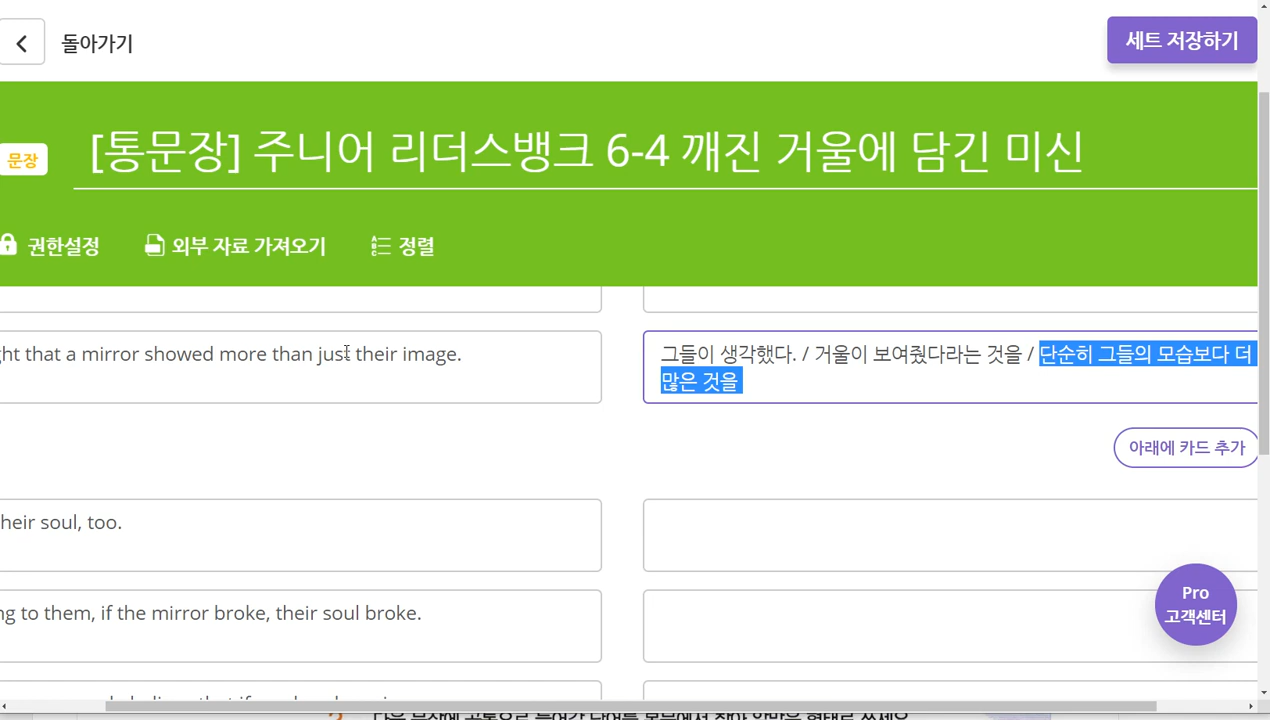 돌아가기
세트 저장하기
문장
[통문장] 주니어 리더스뱅크 6-4 깨진 거울에 담긴 미신
권한설정
외부 자료 가져오기
정렬
ght that a mirror showed more than just their image.
그들이 생각했다. / 거울이 보여줬다라는 것을 / 단순히 그들의 모습보다 더
많은 것을
아래에 카드 추가
heir soul, too.
ng to them, if the mirror broke, their soul broke.
Pro
고객센터